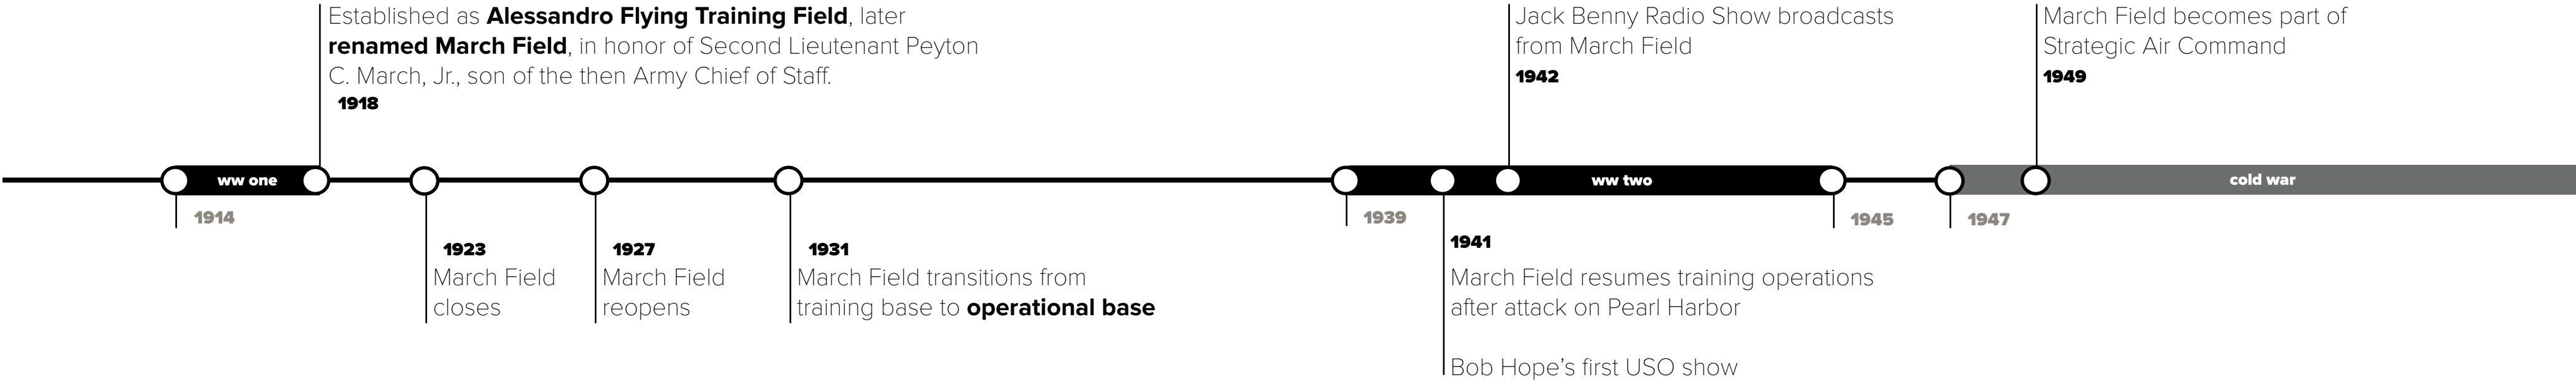 Established as Alessandro Flying Training Field, later
renamed March Field, in honor of Second Lieutenant Peyton
C. March, Jr., son of the then Army Chief of Staff.
1918
Jack Benny Radio Show broadcasts
from March Field
1942
March Field becomes part of
Strategic Air Command
1949
ww one
ww two
cold war
1914
1923
March Field
closes
1927
March Field
reopens
1931
March Field transitions from
training base to operational base
1939
1941
March Field resumes training operations
after attack on Pearl Harbor
Bob Hope’s first USO show
1945
1947